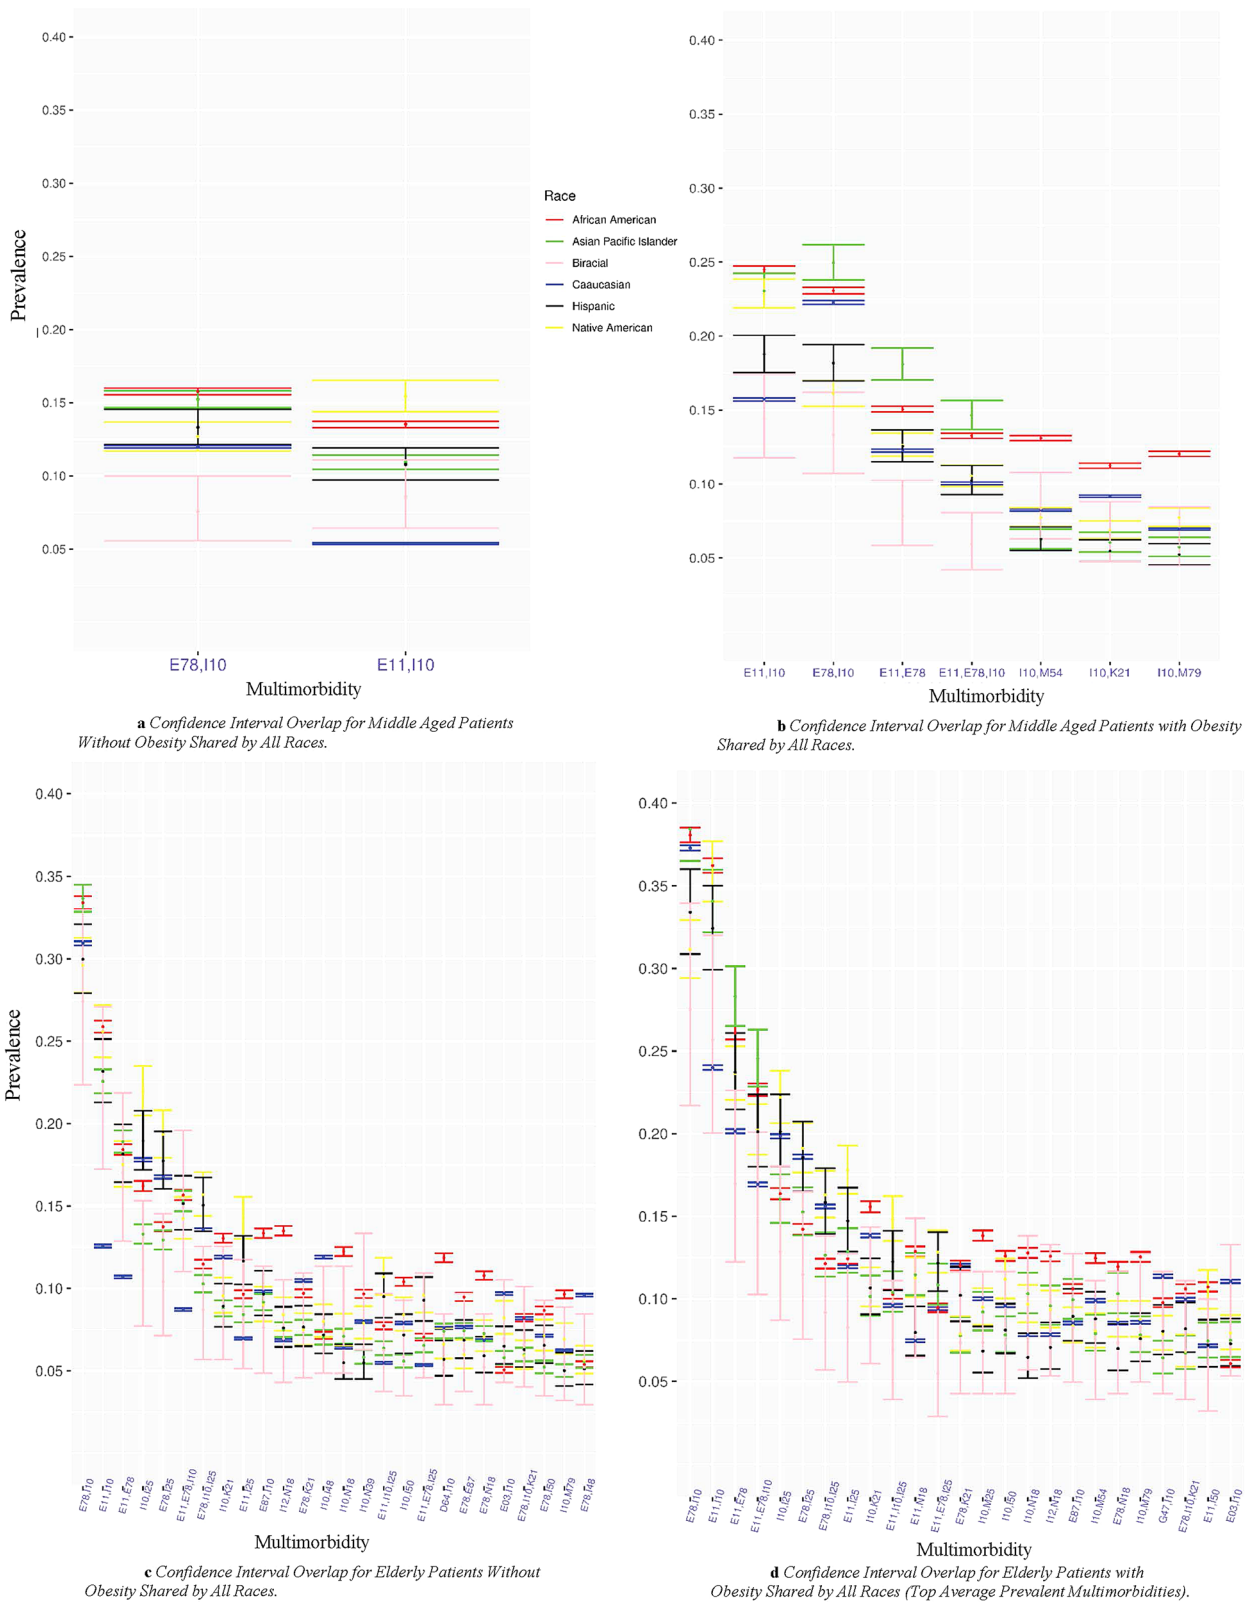 0.40
0.35
0.30
0.25
0.20
0.15
0.10
0.05
Prevalence
E78,I10
E11,I10
Multimorbidity
a Confidence Interval Overlap for Middle Aged Patients
Without Obesity Shared by All Races.
Race
African American
Asian Pacific Islander
Biracial
Caaucasian
Hispanic
Native American
0.40
0.35
0.30
0.25
0.20
0.15
0.10
0.05
E11,I10
E78,I10
E11,E78
E11,E78,I10
I10,M54
I10,K21
I10,M79
Multimorbidity
b Confidence Interval Overlap for Middle Aged Patients with Obesity
Shared by All Races.
0.40
0.35
0.30
0.25
0.20
0.15
0.10
0.05
Prevalence
E78,I10
E11,I10
E11,E78
I10,I25
E78,I25
E11,E78,I10
E78,I10,I25
I10,K21
E11,I25
E87,I10
I12,N18
E78,K21
I10,I48
I10,N18
I10,N39
E11,I10,I25
I10,I50
E11,E78,I25
D64,I10
E78,E87
E78,N18
E03,I10
E78,I10,K21
E78,I50
I10,M79
E78,I48
Multimorbidity
c Confidence Interval Overlap for Elderly Patients Without
Obesity Shared by All Races.
0.40
0.35
0.30
0.25
0.20
0.15
0.10
0.05
E78,I10
E11,I10
E11,E78
E11,E78,I10
I10,I25
E78,I25
E78,I10,I25
E11,I25
I10,K21
E11,I10,I25
E11,N18
E11,E78,I25
E78,K21
I10,M25
I10,I50
I10,N18
I12,N18
E87,I10
I10,M54
E78,N18
I10,M79
G47,I10
E78,I10,K21
E11,I50
E03,I10
Multimorbidity
d Confidence Interval Overlap for Elderly Patients with
Obesity Shared by All Races (Top Average Prevalent Multimorbidities).